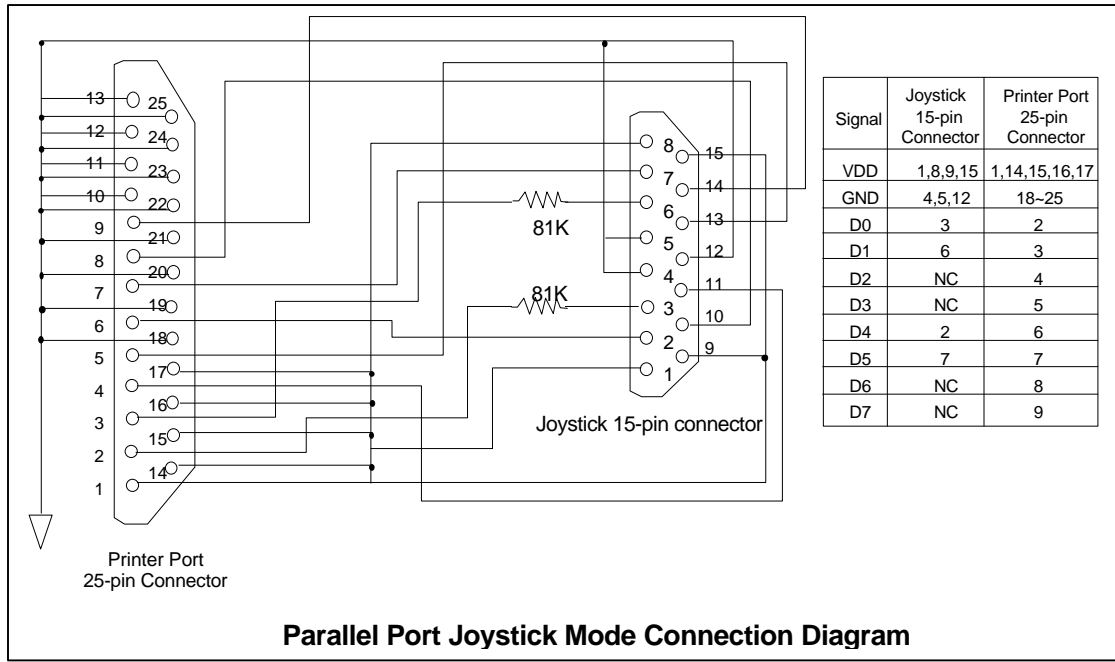 13
25
12
24
11
23
10
22
9
21
8
20
7
19
6
18
5
17
4
16
3
15
2
14
1
Printer Port
25-pin Connector
81K
81K
8
15
7
14
6
13
5
12
4
11
3
10
2
9
1
Joystick 15-pin connector
Signal Joystick 15-pin Connector Printer Port 25-pin Connector
VDD 1,8,9,15 1,14,15,16,17
GND 4,5,12 18~25
D0 3 2
D1 6 3
D2 NC 4
D3 NC 5
D4 2 6
D5 7 7
D6 NC 8
D7 NC 9
Parallel Port Joystick Mode Connection Diagram